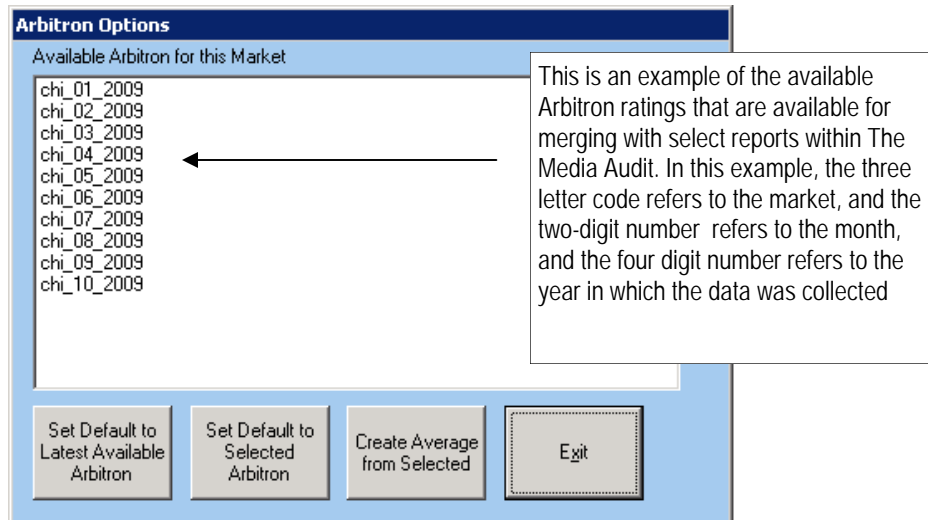 Arbitron Options
Available Arbitron for this Market
chi_01_2009
chi_02_2009
chi_03_2009
chi_04_2009
chi_05_2009
chi_06_2009
chi_07_2009
chi_08_2009
chi_09_2009
chi_10_2009
This is an example of the available
Arbitron ratings that are available for
merging with select reports within The
Media Audit. In this example, the three
letter code refers to the market, and the
two-digit number  refers to the month,
and the four digit number refers to the
year in which the data was collected
Set Default to
Latest Available
Arbitron
Set Default to
Selected
Arbitron
Create Average
from Selected
Exit